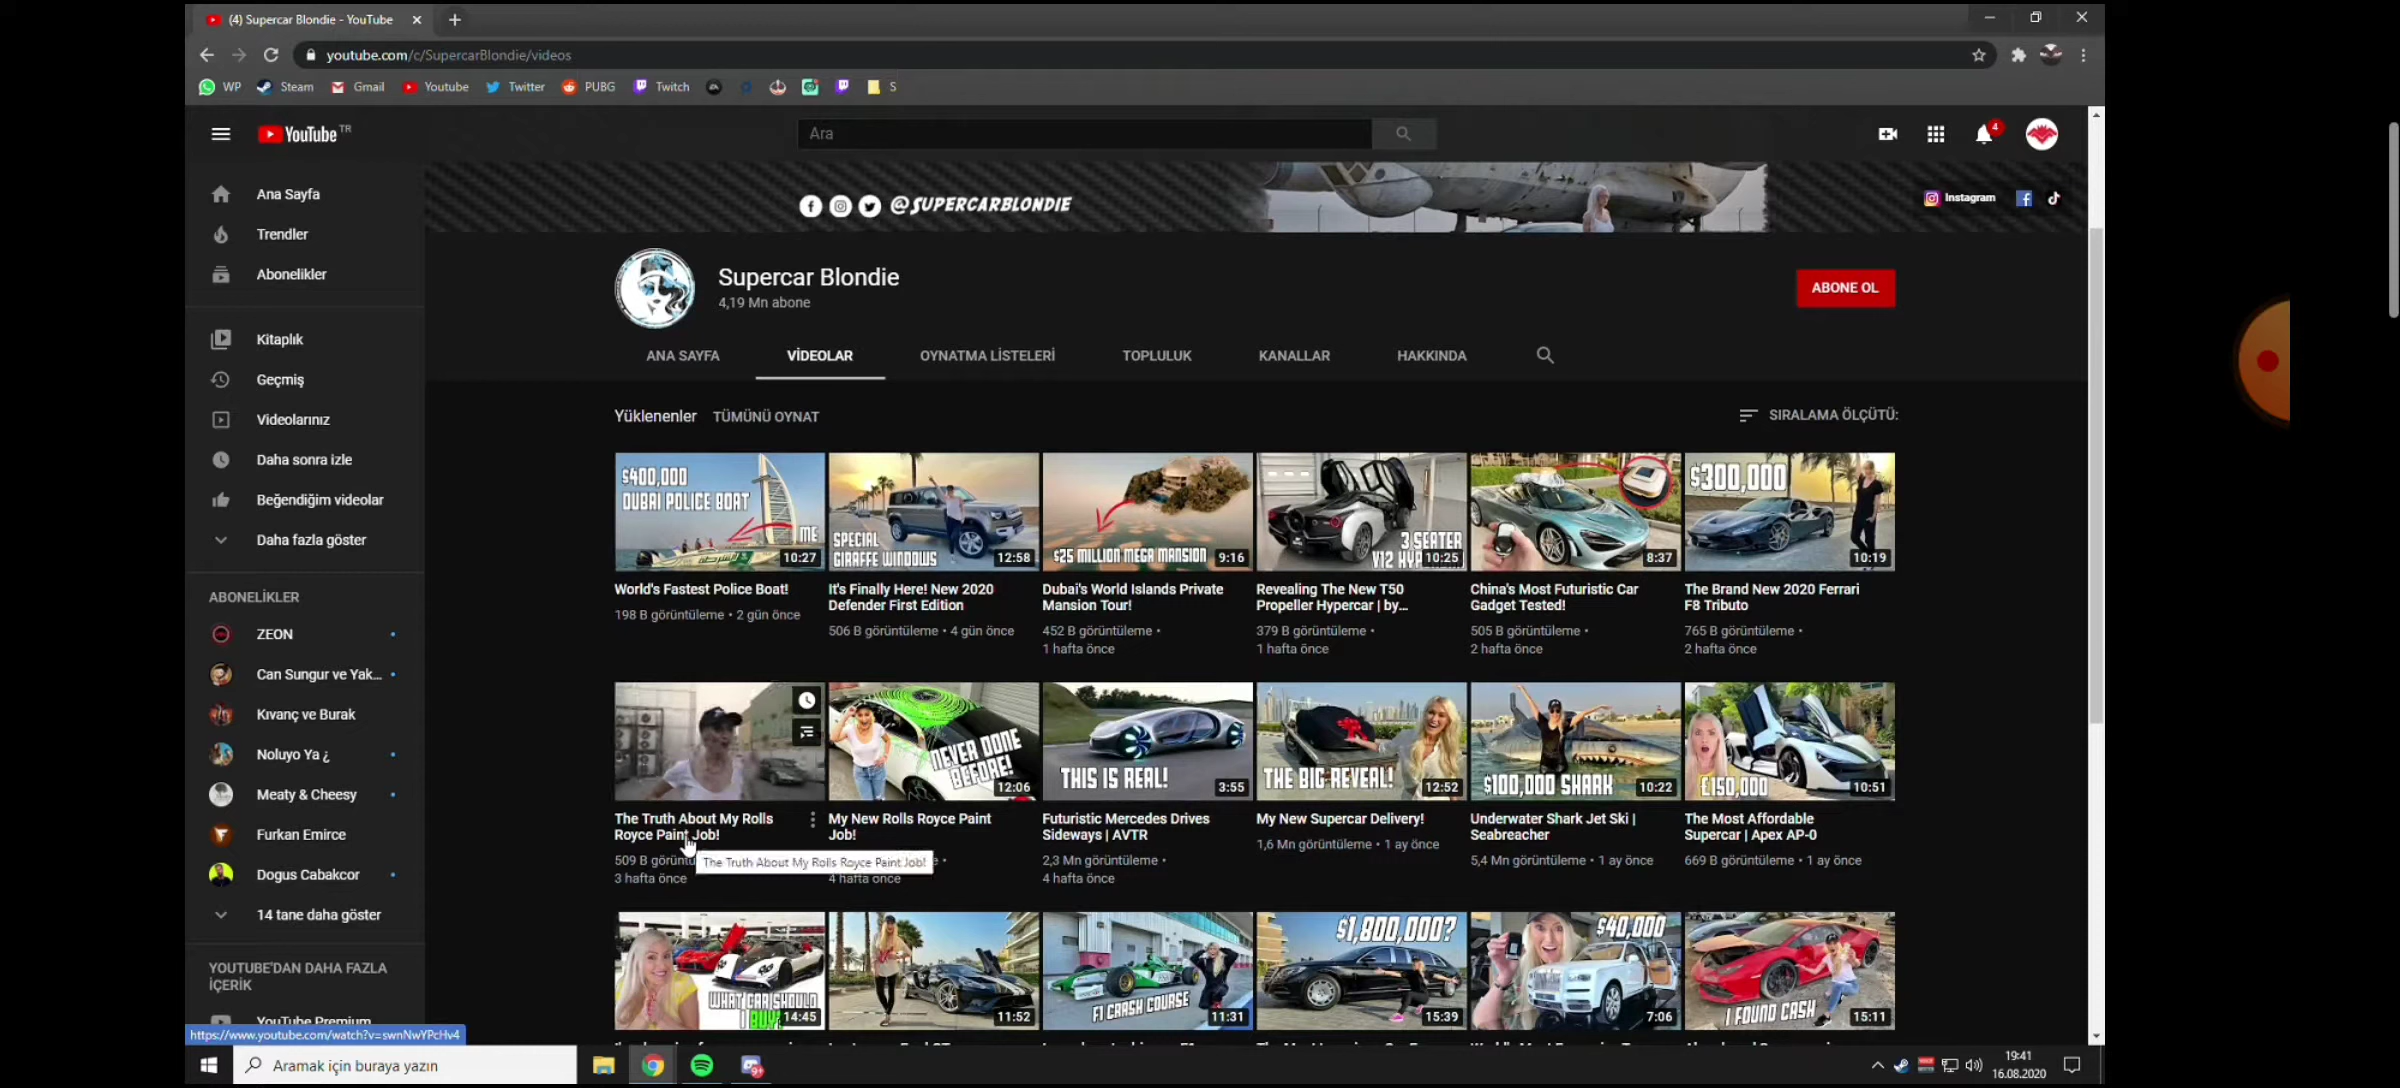 (4) Supercar Blondie - YouTube
youtube.com/c/SupercarBlondie/videos
WP Steam Gmail Youtube Twitter PUBG Twitch S
YouTube TR
Ara
4
@SUPERCARBLONDIE
Instagram
Ana Sayfa
Trendler
Abonelikler
Kitaplık
Geçmiş
Videolarınız
Daha sonra izle
Beğendiğim videolar
Daha fazla göster
ABONELİKLER
ZEON
Can Sungur ve Yak...
Kıvanç ve Burak
Noluyo Ya ¿
Meaty & Cheesy
Furkan Emirce
Dogus Cabakcor
14 tane daha göster
YOUTUBE'DAN DAHA FAZLA
İÇERİK
YouTube Premium
https://www.youtube.com/watch?v=swnNwYPcHv4
Supercar Blondie
4,19 Mn abone
ABONE OL
ANA SAYFA VİDEOLAR OYNATMA LİSTELERİ TOPLULUK KANALLAR HAKKINDA
Yüklenenler TÜMÜNÜ OYNAT
SIRALAMA ÖLÇÜTÜ:
$400,000
DUBAI POLICE BOAT
ME
10:27
World's Fastest Police Boat!
198 B görüntüleme • 2 gün önce
SPECIAL
GIRAFFE WINDOWS
12:58
It's Finally Here! New 2020
Defender First Edition
506 B görüntüleme • 4 gün önce
$25 MILLION MEGA MANSION
9:16
Dubai's World Islands Private
Mansion Tour!
452 B görüntüleme •
1 hafta önce
3 SEATER
V12
10:25
Revealing The New T50
Propeller Hypercar | by...
379 B görüntüleme •
1 hafta önce
8:37
China's Most Futuristic Car
Gadget Tested!
505 B görüntüleme •
2 hafta önce
$300,000
10:19
The Brand New 2020 Ferrari
F8 Tributo
765 B görüntüleme •
2 hafta önce
The Truth About My Rolls
Royce Paint Job!
509 B
3 hafta önce
The Truth About My Rolls Royce Paint Job!
NEVER DONE
BEFORE!
12:06
My New Rolls Royce Paint
Job!
4 hafta önce
THIS IS REAL!
3:55
Futuristic Mercedes Drives
Sideways | AVTR
2,3 Mn görüntüleme •
4 hafta önce
THE BIG REVEAL!
12:52
My New Supercar Delivery!
1,6 Mn görüntüleme • 1 ay önce
$100,000 SHARK
10:22
Underwater Shark Jet Ski |
Seabreacher
5,4 Mn görüntüleme • 1 ay önce
£150,000
10:51
The Most Affordable
Supercar | Apex AP-0
669 B görüntüleme • 1 ay önce
WHAT CAR SHOULD
I BUY?
14:45
11:52
F1 CRASH COURSE
11:31
$1,800,000?
15:39
$40,000
7:06
I FOUND CASH
15:11
Aramak için buraya yazın
9+
19:41
16.08.2020